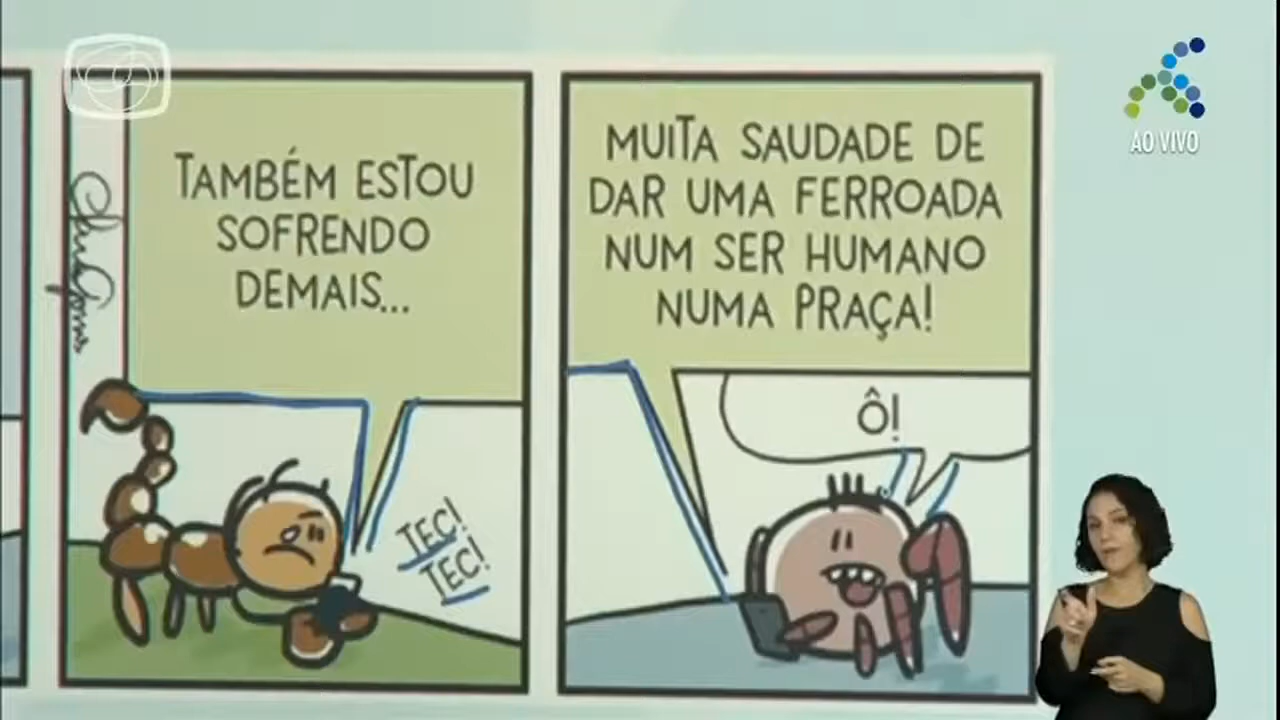 TAMBÉM ESTOU
SOFRENDO
DEMAIS...
TEC!
TEC!
MUITA SAUDADE DE
DAR UMA FERROADA
NUM SER HUMANO
NUMA PRAÇA!
Ô!
AO VIVO